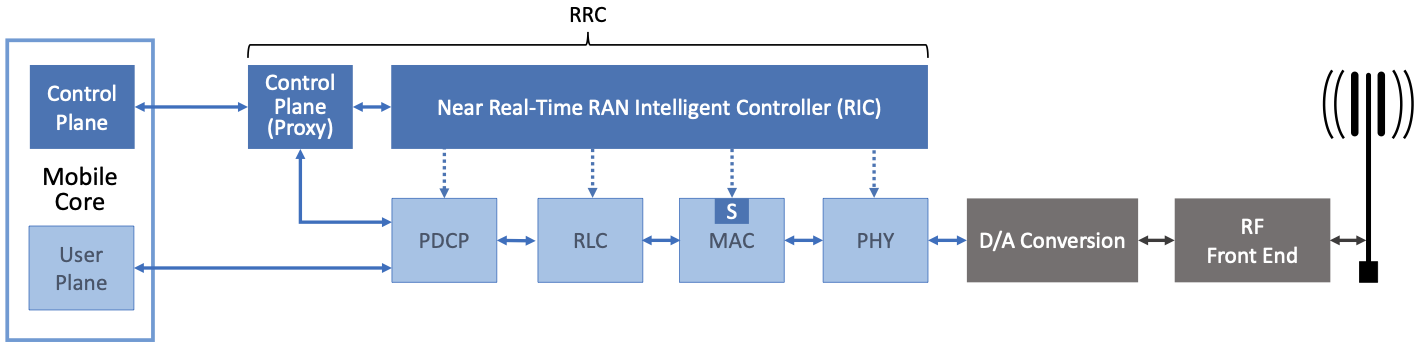 RRC
Control
Plane
Control
Plane
(Proxy)
Near Real-Time RAN Intelligent Controller (RIC)
Mobile
Core
User
Plane
PDCP
RLC
S
MAC
PHY
D/A Conversion
RF
Front End